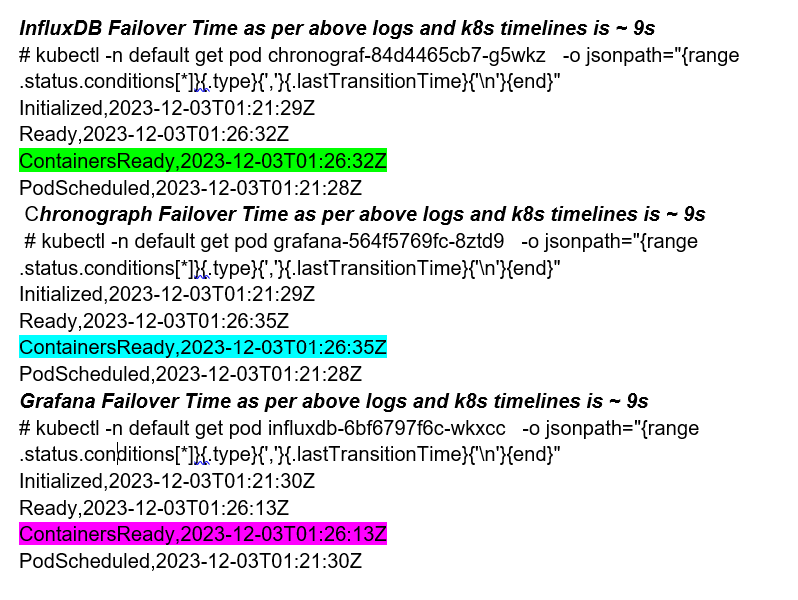 InfluxDB Failover Time as per above logs and k8s timelines is ~ 9s
# kubectl -n default get pod chronograf-84d4465cb7-g5wkz   -o jsonpath="{range
.status.conditions[*]}{.type}{','}{.lastTransitionTime}{'\n'}{end}"
Initialized,2023-12-03T01:21:29Z
Ready,2023-12-03T01:26:32Z
ContainersReady,2023-12-03T01:26:32Z
PodScheduled,2023-12-03T01:21:28Z
Chronograph Failover Time as per above logs and k8s timelines is ~ 9s
# kubectl -n default get pod grafana-564f5769fc-8ztd9   -o jsonpath="{range
.status.conditions[*]}{.type}{','}{.lastTransitionTime}{'\n'}{end}"
Initialized,2023-12-03T01:21:29Z
Ready,2023-12-03T01:26:35Z
ContainersReady,2023-12-03T01:26:35Z
PodScheduled,2023-12-03T01:21:28Z
Grafana Failover Time as per above logs and k8s timelines is ~ 9s
# kubectl -n default get pod influxdb-6bf6797f6c-wkxcc   -o jsonpath="{range
.status.conditions[*]}{.type}{','}{.lastTransitionTime}{'\n'}{end}"
Initialized,2023-12-03T01:21:30Z
Ready,2023-12-03T01:26:13Z
ContainersReady,2023-12-03T01:26:13Z
PodScheduled,2023-12-03T01:21:30Z